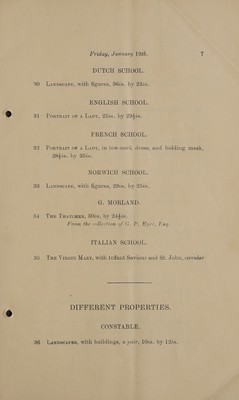 Friday, January 19th. 7
DUTCH SCHOOL.
30 LANDSCAPE, with figures, 36in. by 22in.
ENGLISH SCHOOL.
31 PORTRAIT OF A LADY, 25in. by 29½in.
FRENCH SCHOOL.
32 PORTRAIT OF A LADY, in low-neck dress, and holding mask,
28½in. by 35in.
NORWICH SCHOOL.
33 LANDSCAPE, with figures, 29in. by 25in.
G. MORLAND.
34 THE THATCHER, 30in. by 24½in.
From the collection of G. P. Eyre, Esq.
ITALIAN SCHOOL.
35 THE VIRGIN MARY, with Infant Saviour and St. John, circular
DIFFERENT PROPERTIES.
CONSTABLE.
36 LANDSCAPES, with buildings, a pair, 10in. by 12in.